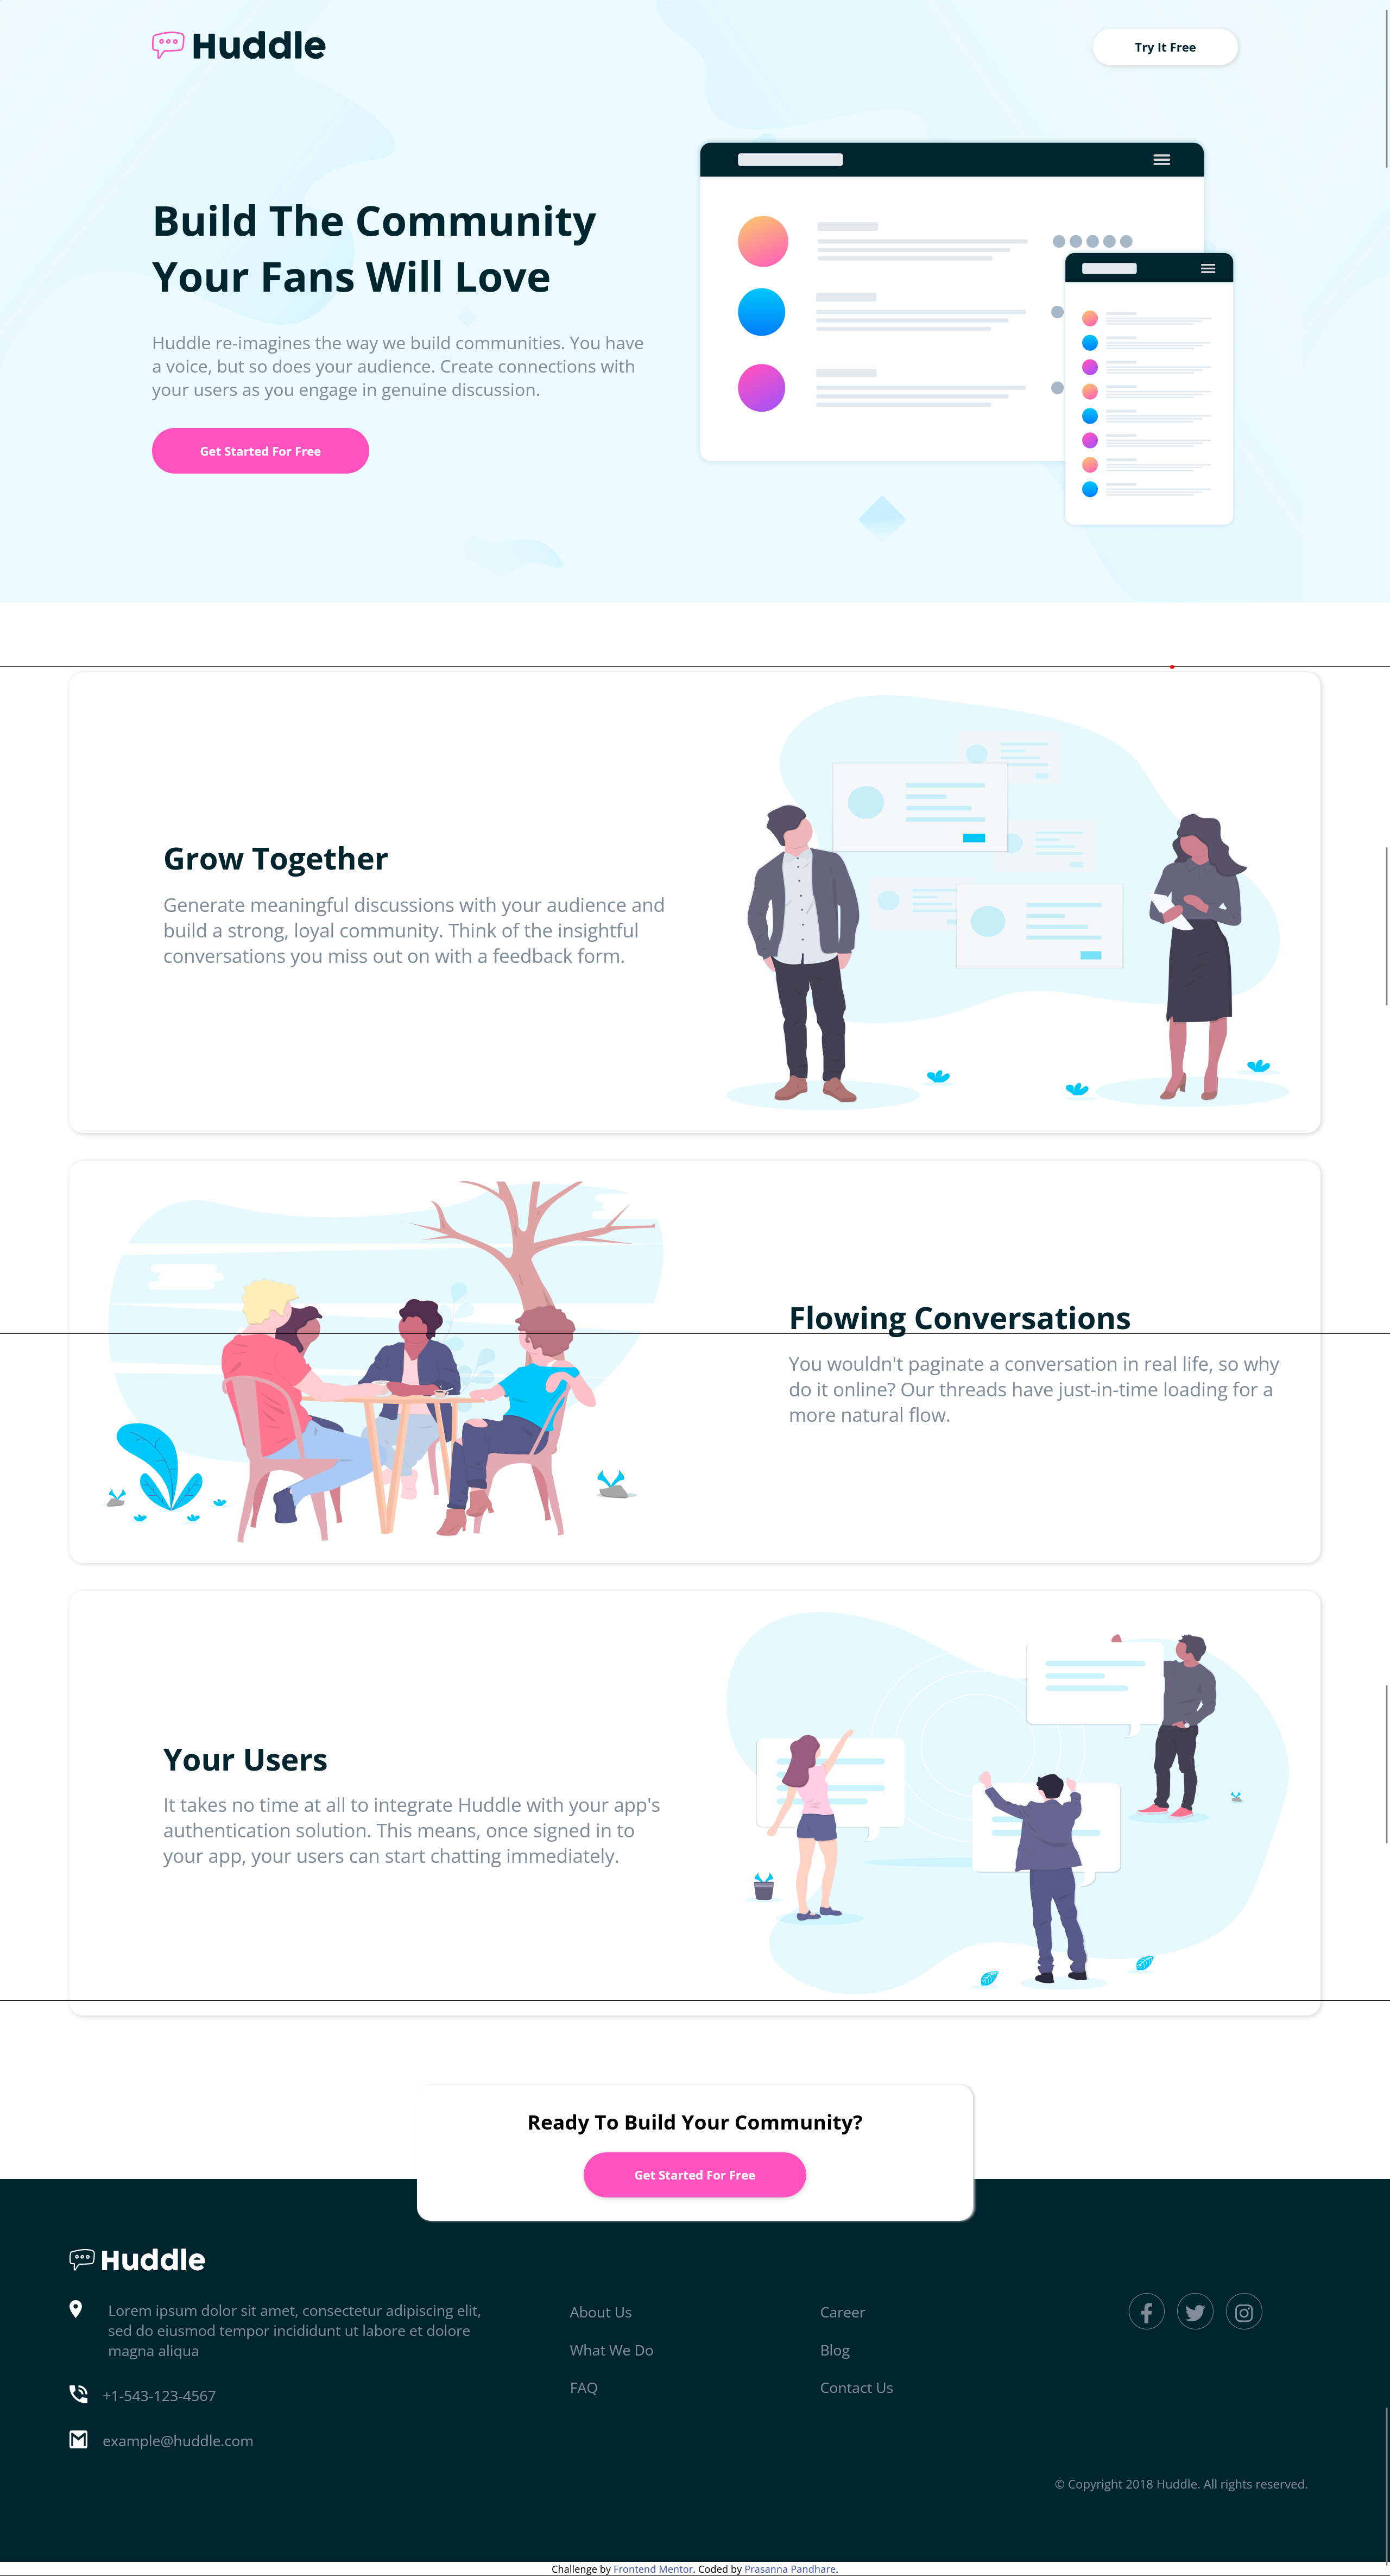 Huddle
Try It Free
Build The Community
Your Fans Will Love
Huddle re-imagines the way we build communities. You have
a voice, but so does your audience. Create connections with
your users as you engage in genuine discussion.
Get Started For Free
Grow Together
Generate meaningful discussions with your audience and
build a strong, loyal community. Think of the insightful
conversations you miss out on with a feedback form.
Flowing Conversations
You wouldn't paginate a conversation in real life, so why
do it online? Our threads have just-in-time loading for a
more natural flow.
Your Users
It takes no time at all to integrate Huddle with your app's
authentication solution. This means, once signed in to
your app, your users can start chatting immediately.
Ready To Build Your Community?
Get Started For Free
Huddle
Lorem ipsum dolor sit amet, consectetur adipiscing elit,
sed do eiusmod tempor incididunt ut labore et dolore
magna aliqua
+1-543-123-4567
example@huddle.com
About Us
What We Do
FAQ
Career
Blog
Contact Us
© Copyright 2018 Huddle. All rights reserved.
Challenge by Frontend Mentor. Coded by Prasanna Pandhare.